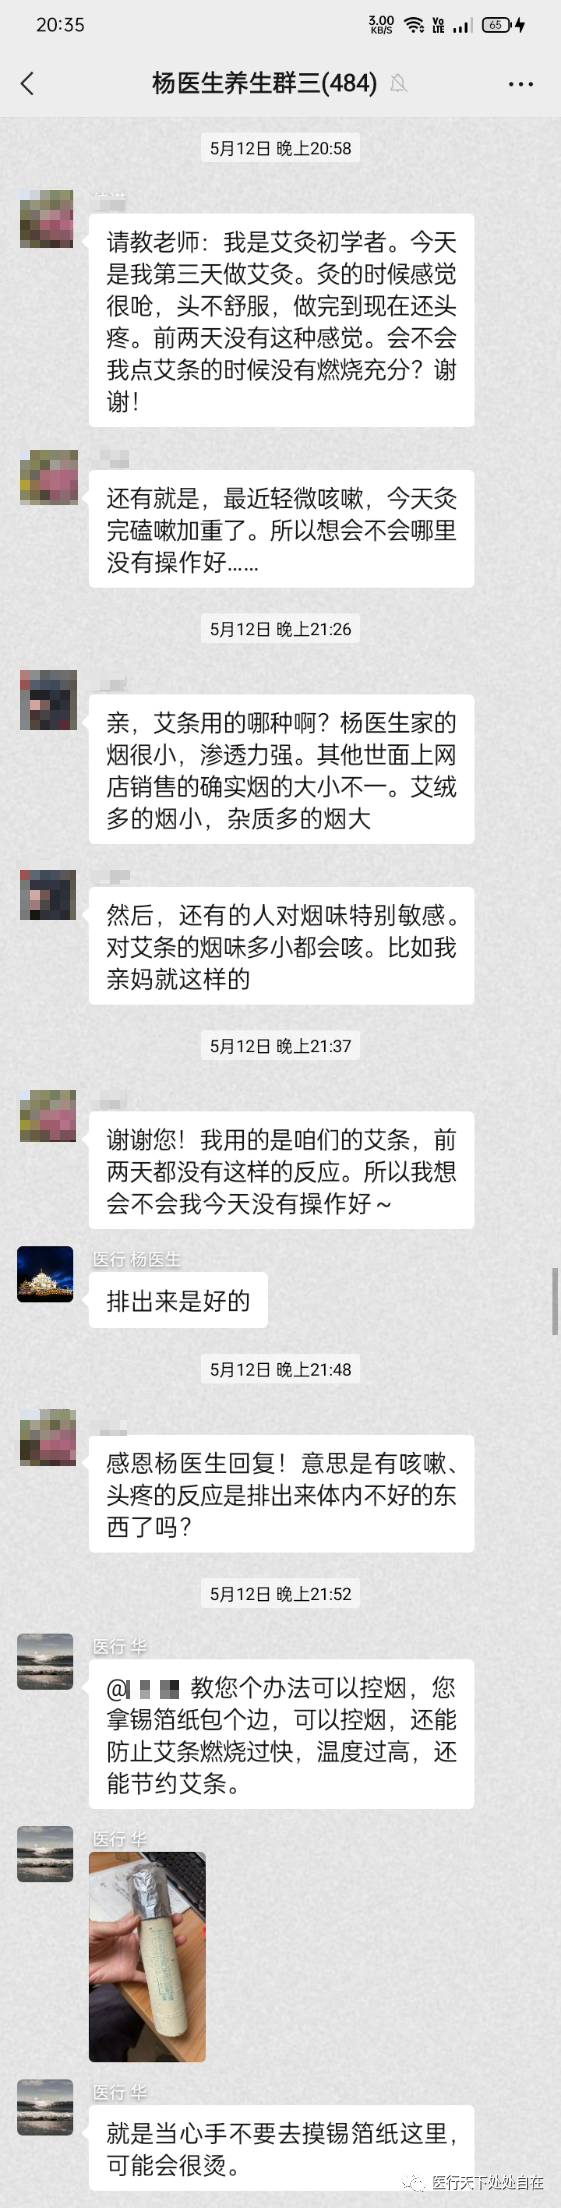 20:35
3.00
KB/S
Vo
LTE
65
杨医生养生群三(484)
5月12日 晚上20:58
请教老师：我是艾灸初学者。今天
是我第三天做艾灸。灸的时候感觉
很呛，头不舒服，做完到现在还头
疼。前两天没有这种感觉。会不会
我点艾条的时候没有燃烧充分？谢
谢！
还有就是，最近轻微咳嗽，今天灸
完磕嗽加重了。所以想会不会哪里
没有操作好……
5月12日 晚上21:26
亲，艾条用的哪种啊？杨医生家的
烟很小，渗透力强。其他世面上网
店销售的确实烟的大小不一。艾绒
多的烟小，杂质多的烟大
然后，还有的人对烟味特别敏感。
对艾条的烟味多小都会咳。比如我
亲妈就这样的
5月12日 晚上21:37
谢谢您！我用的是咱们的艾条，前
两天都没有这样的反应。所以我想
会不会我今天没有操作好～
医行 杨医生
排出来是好的
5月12日 晚上21:48
感恩杨医生回复！意思是有咳嗽、
头疼的反应是排出来体内不好的东
西了吗？
5月12日 晚上21:52
医行 华
@ 教您个办法可以控烟，您
拿锡箔纸包个边，可以控烟，还能
防止艾条燃烧过快，温度过高，还
能节约艾条。
医行 华
医行 华
就是当心手不要去摸锡箔纸这里，
可能会很烫。
医行天下处处自在